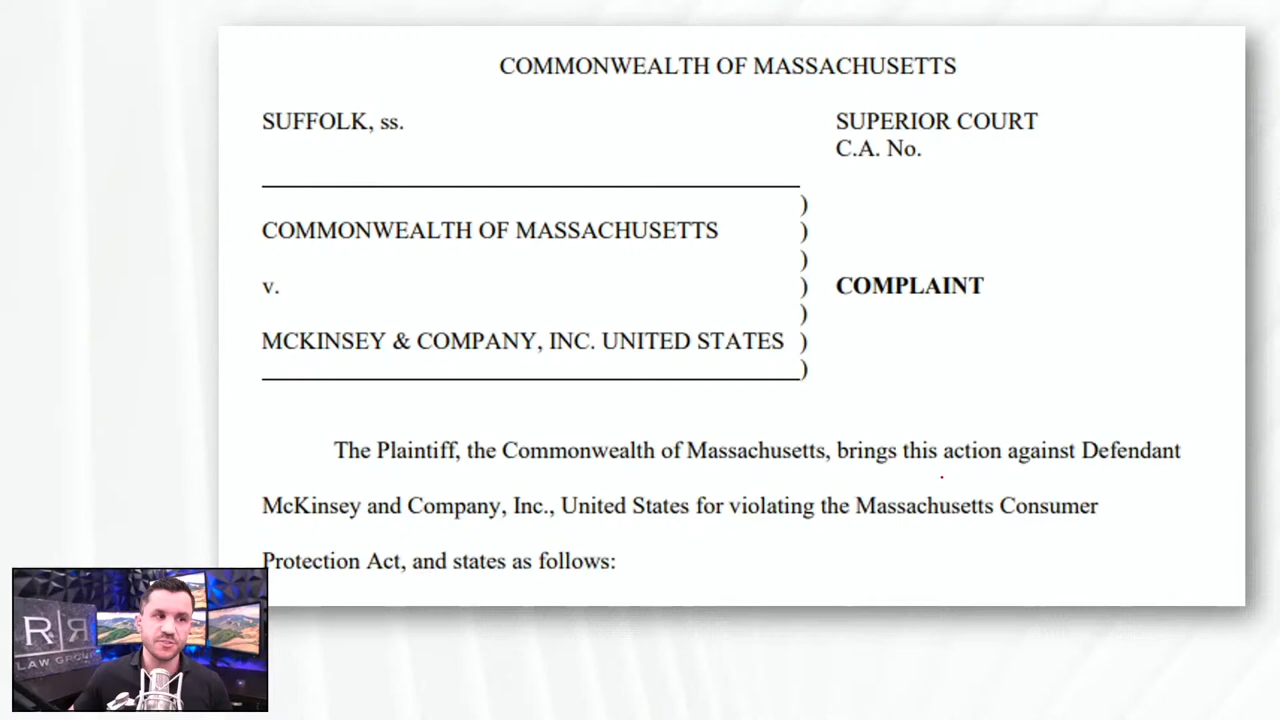 COMMONWEALTH OF MASSACHUSETTS
SUFFOLK, ss.
SUPERIOR COURT
C.A. No.
)
COMMONWEALTH OF MASSACHUSETTS )
)
v. ) COMPLAINT
)
MCKINSEY & COMPANY, INC. UNITED STATES )
)
The Plaintiff, the Commonwealth of Massachusetts, brings this action against Defendant
McKinsey and Company, Inc., United States for violating the Massachusetts Consumer
Protection Act, and states as follows:
R|R
LAW GROUP